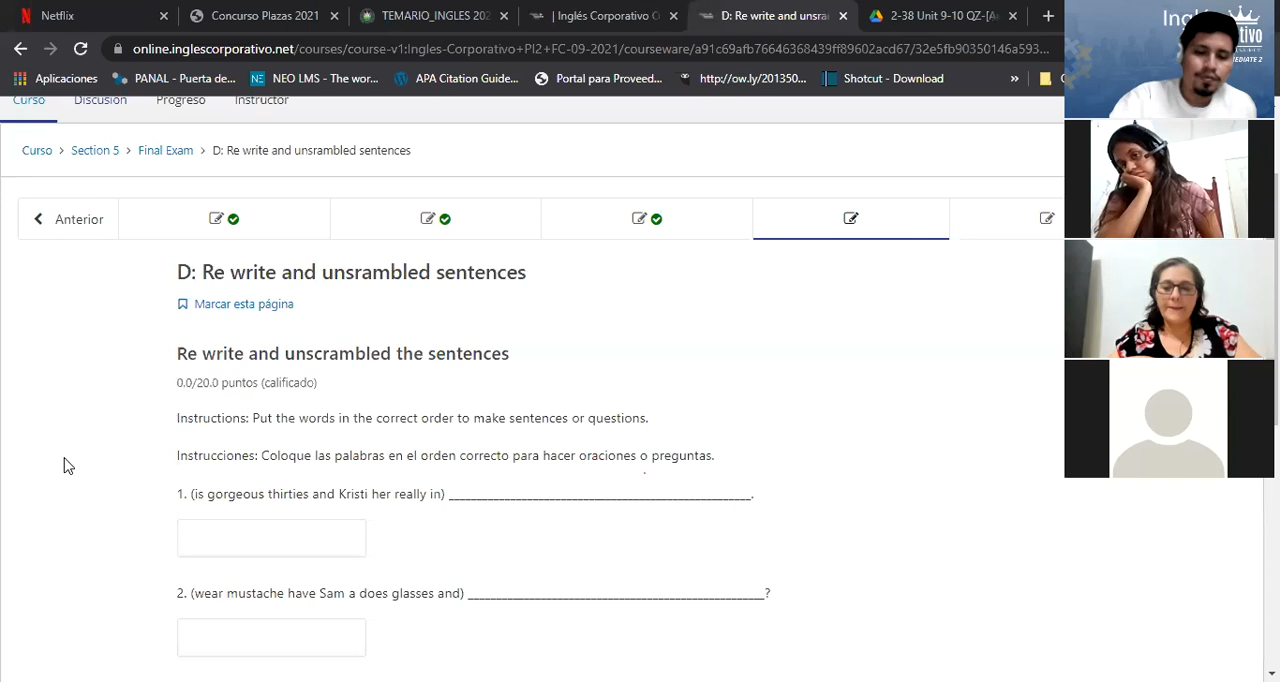 Netflix
Concurso Plazas 2021
TEMARIO_INGLES 202
| Inglés Corporativo
D: Re write and unsra
2-38 Unit 9-10 QZ-[A
online.inglescorporativo.net/courses/course-v1:Ingles-Corporativo+PI2+FC-09-2021/courseware/a91c69afb76646368439ff89602acd67/32e5fb90350146a593...
Aplicaciones
PANAL - Puerta de...
NEO LMS - The wor...
APA Citation Guide...
Portal para Proveed...
http://ow.ly/201350...
Shotcut - Download
»
Curso
Discusión
Progreso
Instructor
Curso > Section 5 > Final Exam > D: Re write and unsrambled sentences
Anterior
D: Re write and unsrambled sentences
Marcar esta página
Re write and unscrambled the sentences
0.0/20.0 puntos (calificado)
Instructions: Put the words in the correct order to make sentences or questions.
Instrucciones: Coloque las palabras en el orden correcto para hacer oraciones o preguntas.
1. (is gorgeous thirties and Kristi her really in) ______________________________________________.
2. (wear mustache have Sam a does glasses and) ______________________________________________?